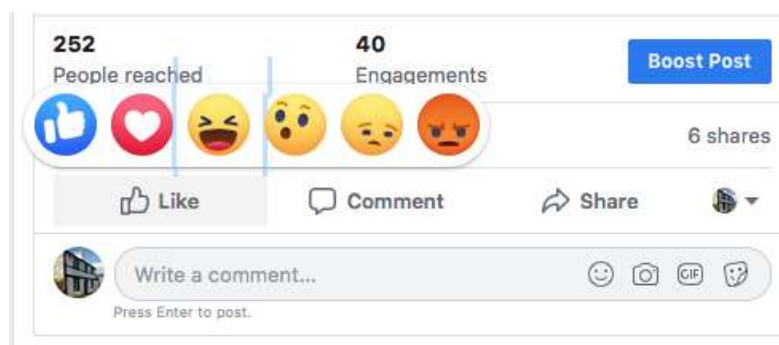 252
40
People reached
Engagements
Boost Post
6 shares
Like
Comment
Share
Write a comment...
GIF
Press Enter to post.